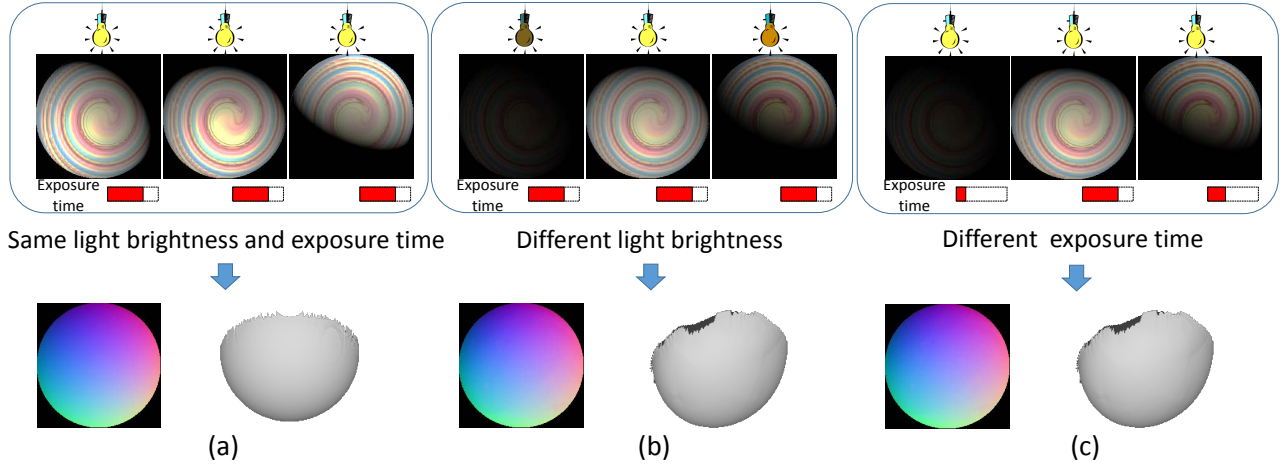 Exposure
time
Exposure
time
Exposure
time
Same light brightness and exposure time
Different light brightness
Different  exposure time
(a)
(b)
(c)